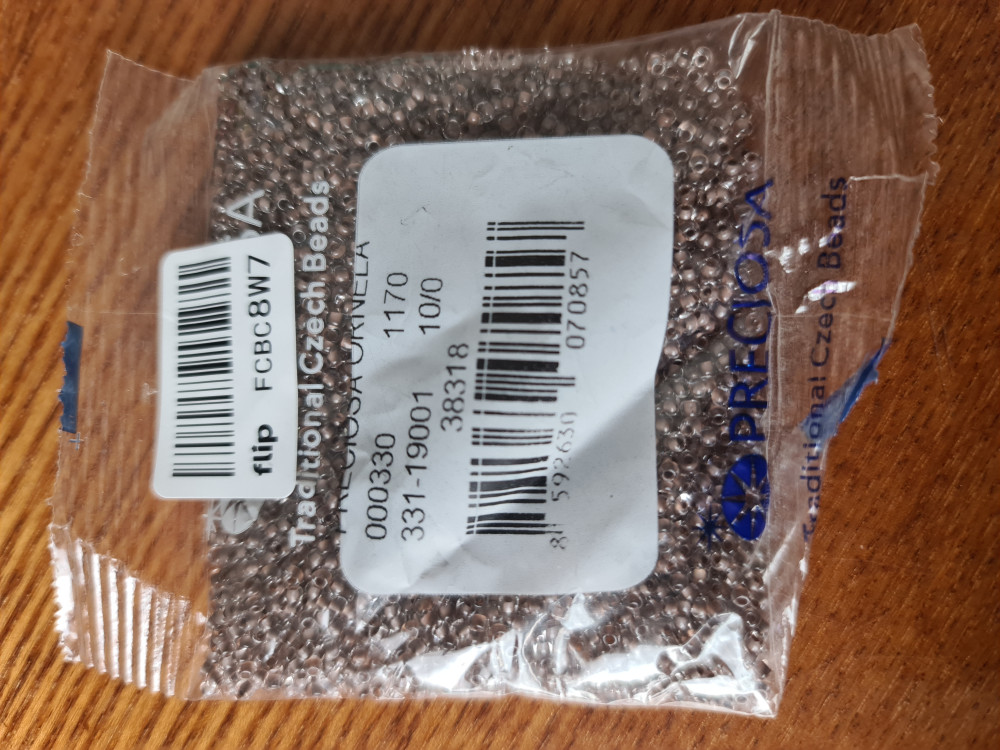 flip FCBC8W7
Traditional Czech Beads
PRECIOSA ORNELA
000330 1170
331-19001 10/0
38318
8 592630 070857
PRECIOSA
Traditional Czech Beads